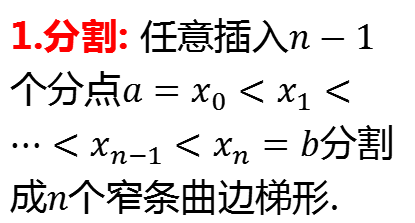 1.分割: 任意插入n − 1
个分点a = x₀ < x₁ <
⋯ < xₙ₋₁ < xₙ = b分割
成n个窄条曲边梯形.